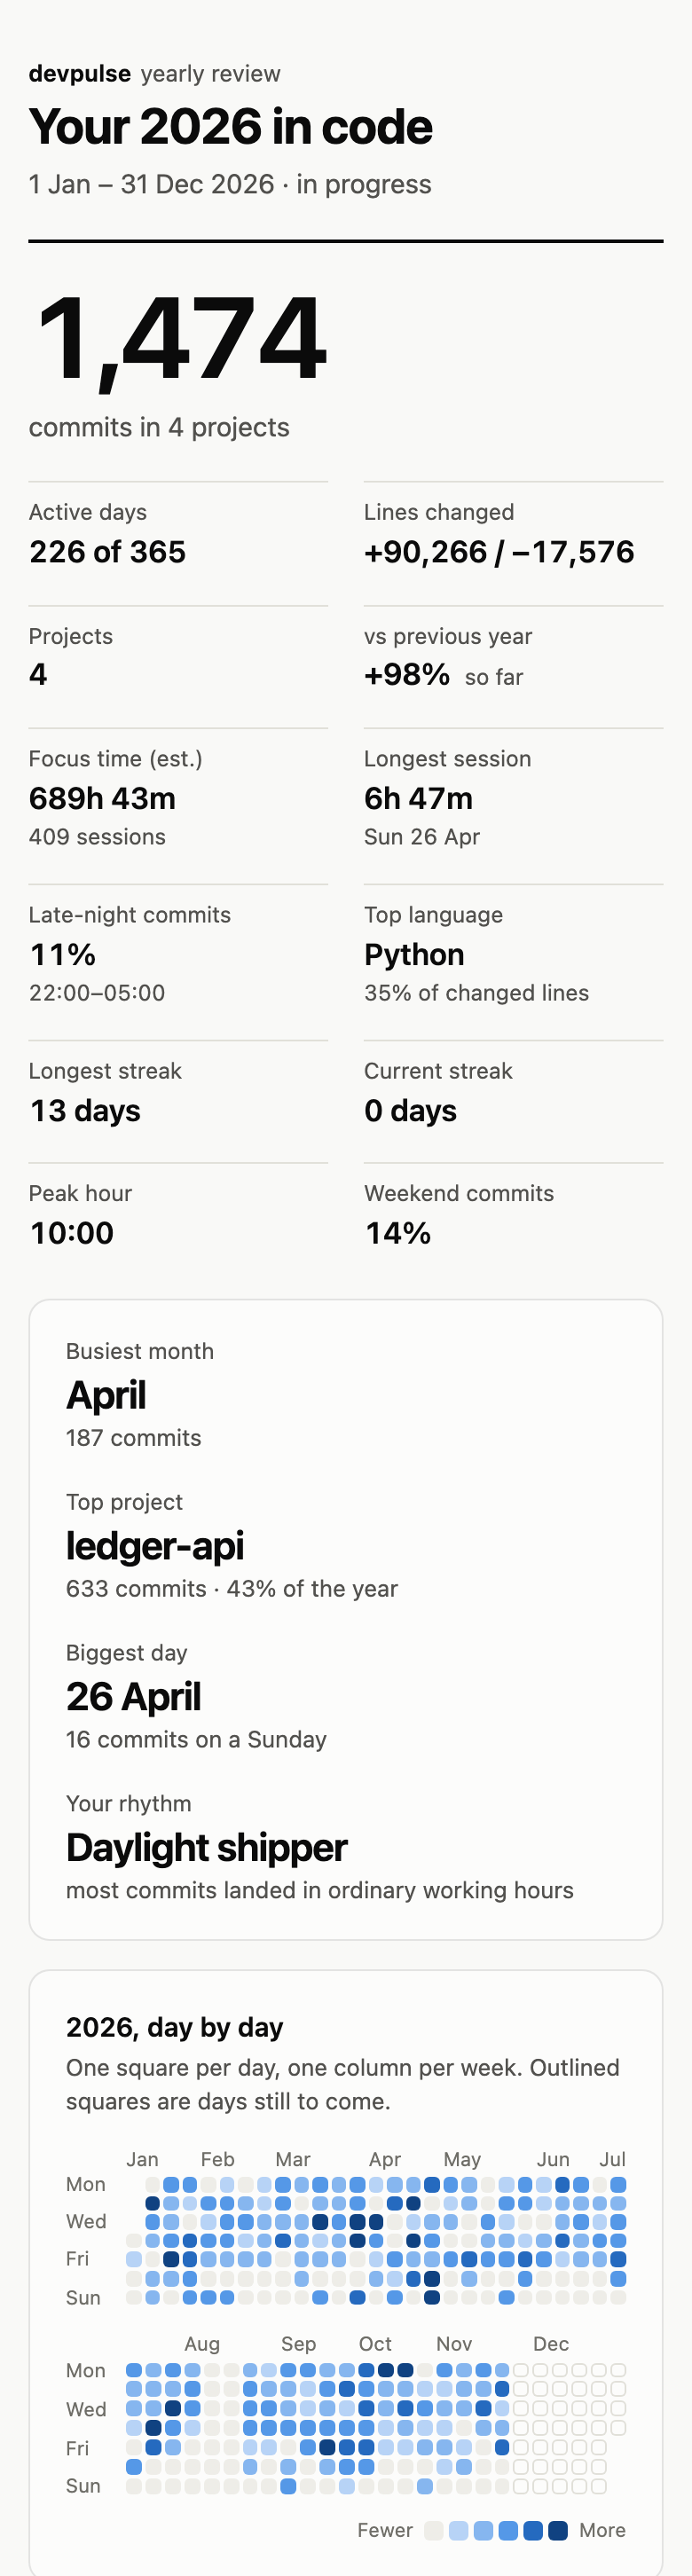 devpulse yearly review
Your 2026 in code
1 Jan – 31 Dec 2026 · in progress
1,474
commits in 4 projects
Active days
226 of 365
Lines changed
+90,266 / −17,576
Projects
4
vs previous year
+98% so far
Focus time (est.)
689h 43m
409 sessions
Longest session
6h 47m
Sun 26 Apr
Late-night commits
11%
22:00–05:00
Top language
Python
35% of changed lines
Longest streak
13 days
Current streak
0 days
Peak hour
10:00
Weekend commits
14%
Busiest month
April
187 commits
Top project
ledger-api
633 commits · 43% of the year
Biggest day
26 April
16 commits on a Sunday
Your rhythm
Daylight shipper
most commits landed in ordinary working hours
2026, day by day
One square per day, one column per week. Outlined
squares are days still to come.
Jan Feb Mar Apr May Jun Jul
Mon
Wed
Fri
Sun
Aug Sep Oct Nov Dec
Mon
Wed
Fri
Sun
Fewer More